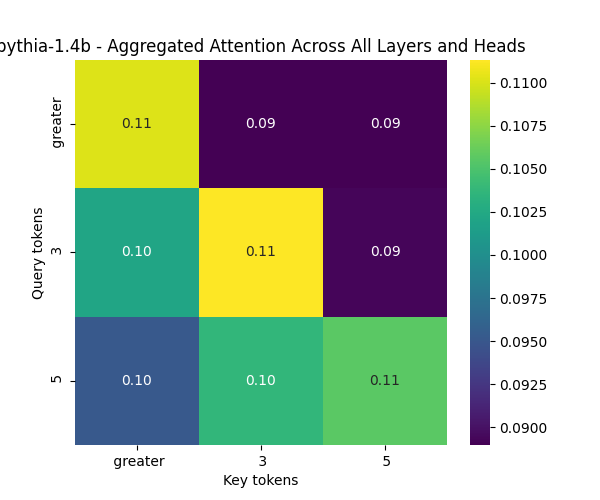 pythia-1.4b - Aggregated Attention Across All Layers and Heads
greater 0.11 0.09 0.09
3 0.10 0.11 0.09
5 0.10 0.10 0.11
greater 3 5
Key tokens
Query tokens
0.1100
0.1075
0.1050
0.1025
0.1000
0.0975
0.0950
0.0925
0.0900